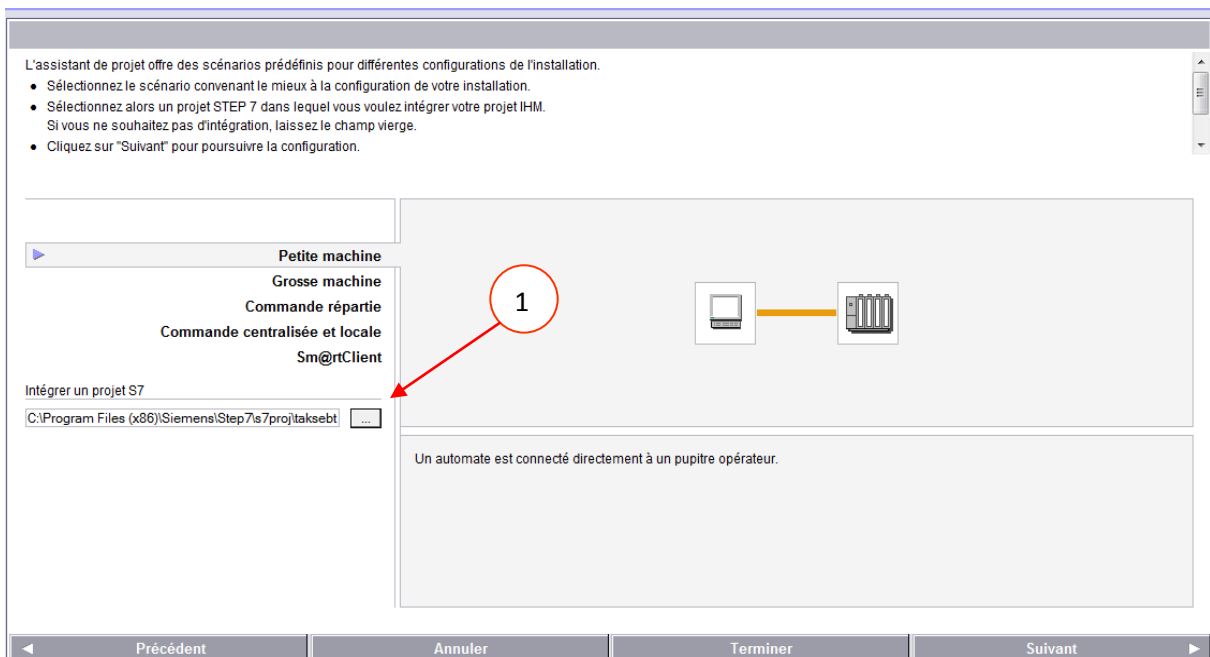 L'assistant de projet offre des scénarios prédéfinis pour différentes configurations de l'installation.
● Sélectionnez le scénario convenant le mieux à la configuration de votre installation.
● Sélectionnez alors un projet STEP 7 dans lequel vous voulez intégrer votre projet IHM.
Si vous ne souhaitez pas d'intégration, laissez le champ vierge.
● Cliquez sur "Suivant" pour poursuivre la configuration.
Petite machine
Grosse machine
Commande répartie
Commande centralisée et locale
Sm@rtClient
1
Intégrer un projet S7
C:\Program Files (x86)\Siemens\Step7\s7proj\taksebt ...
Un automate est connecté directement à un pupitre opérateur.
Précédent Annuler Terminer Suivant